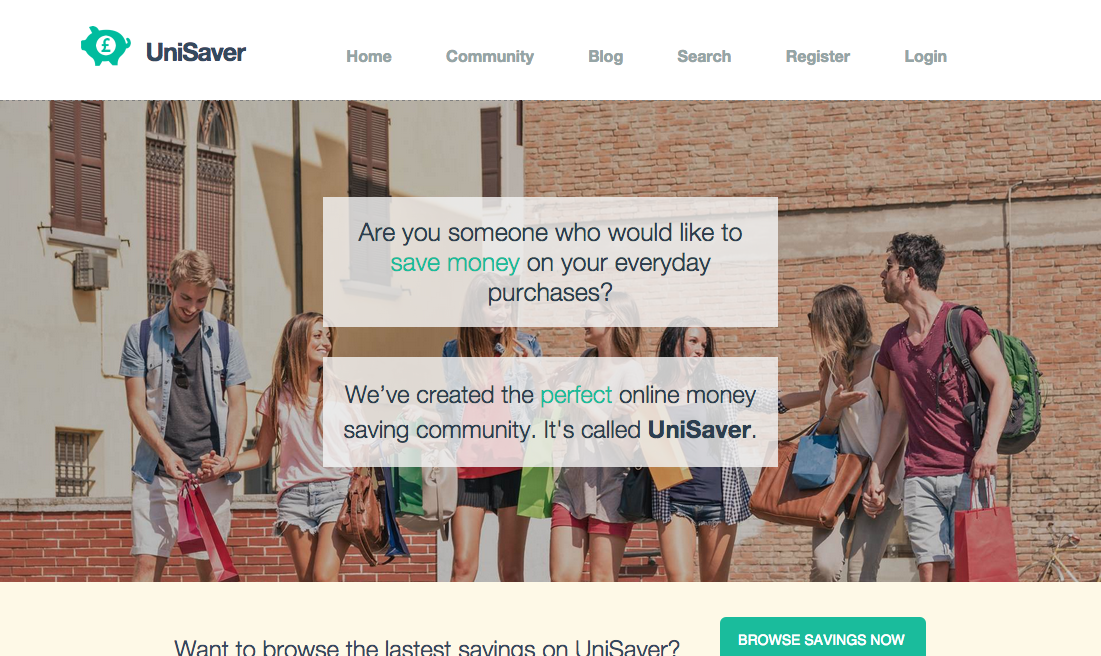 £
UniSaver
Home
Community
Blog
Search
Register
Login
Are you someone who would like to
save money on your everyday
purchases?
We’ve created the perfect online money
saving community. It's called UniSaver.
Want to browse the lastest savings on UniSaver?
BROWSE SAVINGS NOW